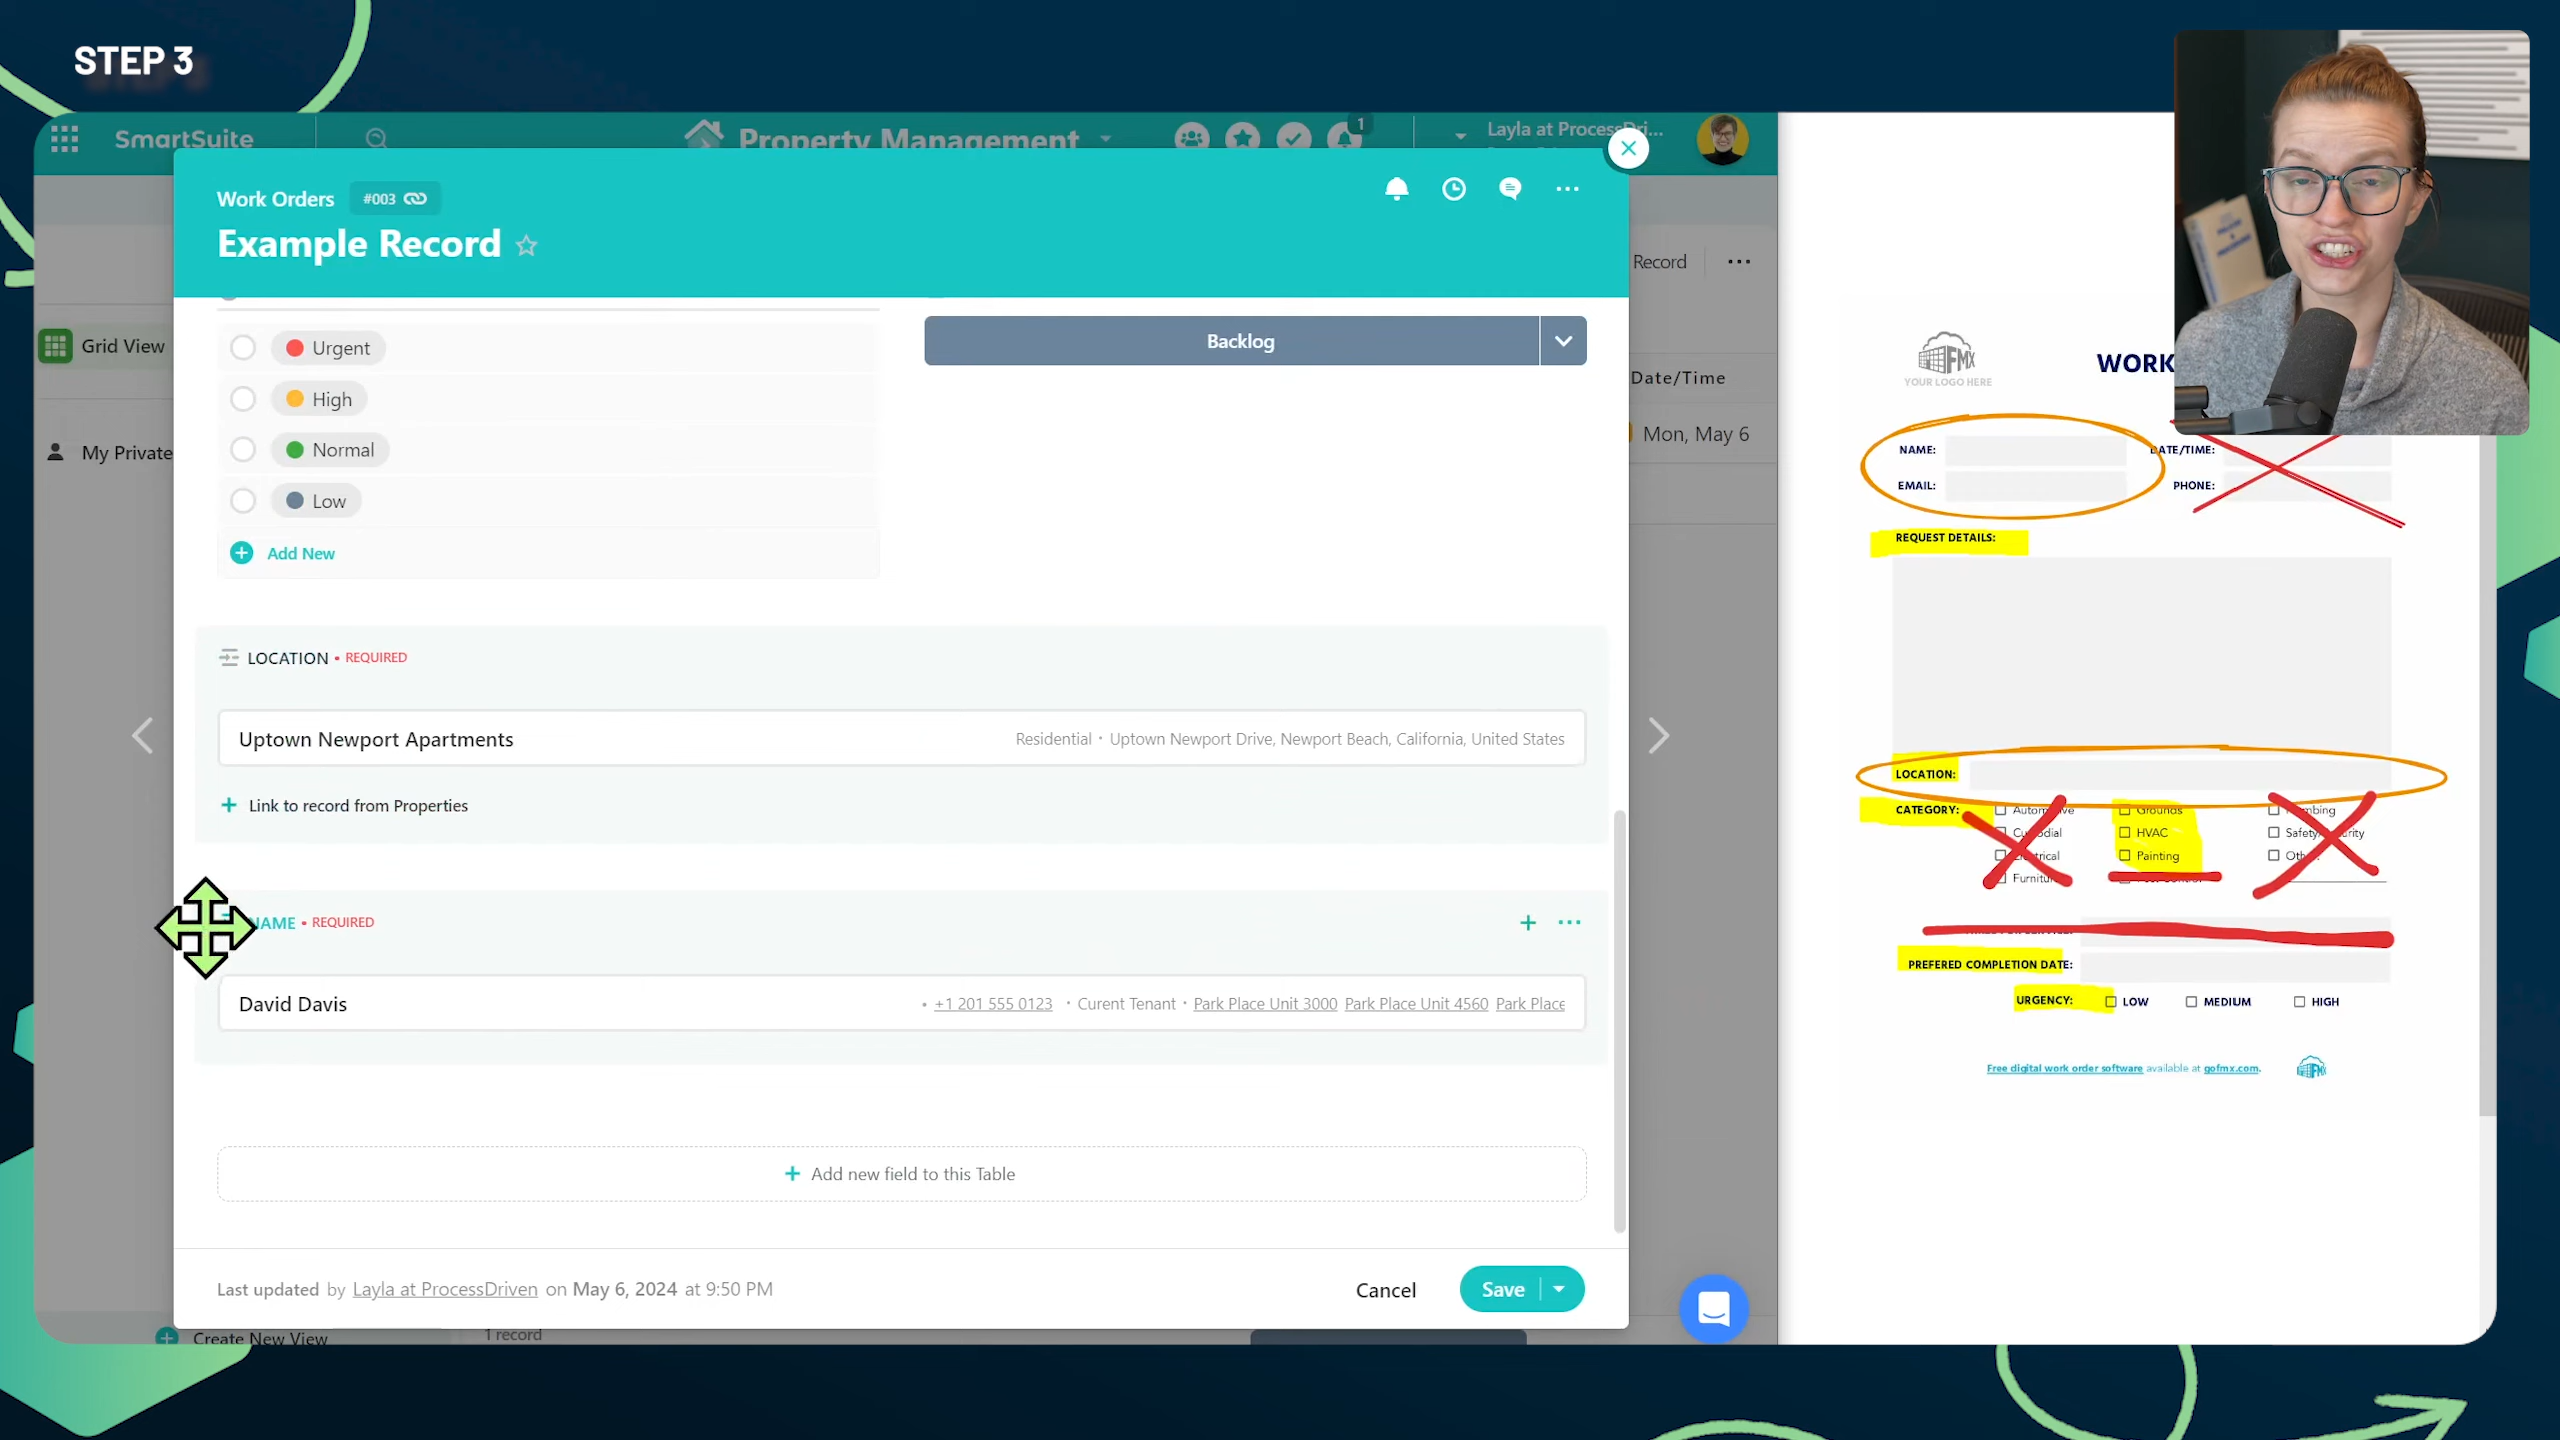 STEP 3
SmartSuite
Property Management
1
Layla at ProcessDri...
Work Orders
#003
Example Record
Record
Grid View
My Private
Date/Time
Mon, May 6
Urgent
High
Normal
Low
Add New
Backlog
LOCATION • REQUIRED
Uptown Newport Apartments
Residential • Uptown Newport Drive, Newport Beach, California, United States
Link to record from Properties
NAME • REQUIRED
David Davis
• +1 201 555 0123 • Curent Tenant • Park Place Unit 3000 Park Place Unit 4560 Park Place
Add new field to this Table
Last updated by Layla at ProcessDriven on May 6, 2024 at 9:50 PM
Cancel
Save
Create New View
1 record
FMX
YOUR LOGO HERE
WORK
NAME:
DATE/TIME:
EMAIL:
PHONE:
REQUEST DETAILS:
LOCATION:
CATEGORY:
Grounds
HVAC
Painting
PREFERED COMPLETION DATE:
URGENCY:
LOW
MEDIUM
HIGH
Free digital work order software available at gofmx.com.
FMX